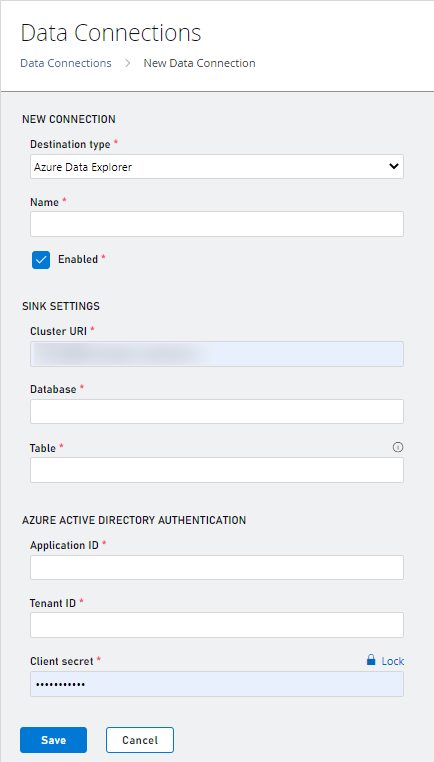 Data Connections
Data Connections > New Data Connection
NEW CONNECTION
Destination type *
Azure Data Explorer
Name *
Enabled *
SINK SETTINGS
Cluster URI *
Database *
Table *
AZURE ACTIVE DIRECTORY AUTHENTICATION
Application ID *
Tenant ID *
Client secret * Lock
•••••••••••
Save Cancel